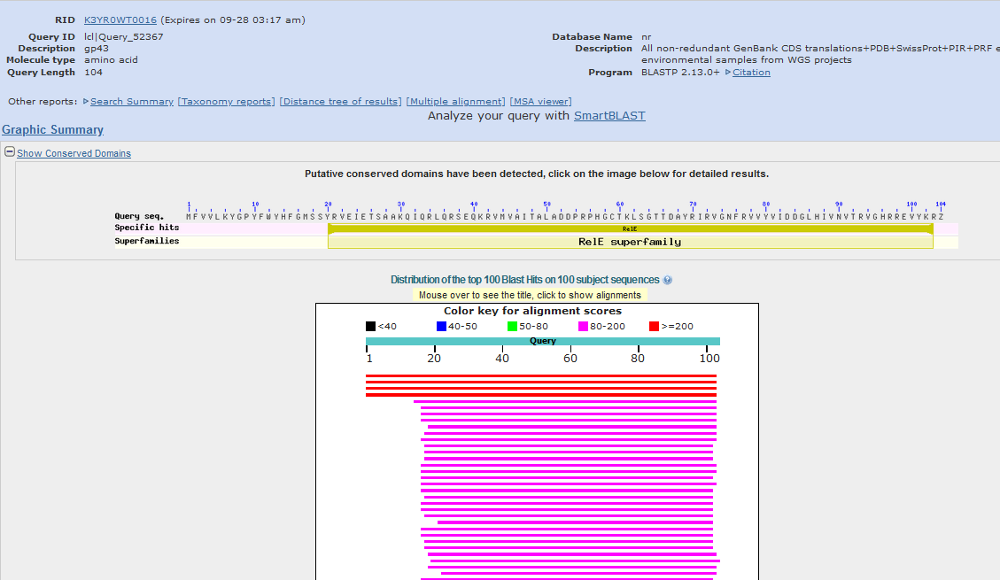 RID K3YR0WT0016 (Expires on 09-28 03:17 am)
Query ID lcl|Query_52367
Description gp43
Molecule type amino acid
Query Length 104
Database Name nr
Description All non-redundant GenBank CDS translations+PDB+SwissProt+PIR+PRF e
environmental samples from WGS projects
Program BLASTP 2.13.0+ Citation
Other reports: Search Summary [Taxonomy reports] [Distance tree of results] [Multiple alignment] [MSA viewer]
Analyze your query with SmartBLAST
Graphic Summary
Show Conserved Domains
Putative conserved domains have been detected, click on the image below for detailed results.
1 10 20 30 40 50 60 70 80 90 100 104
Query seq. MFVVLKYGPYFWYHFGMSSYRVEIETSAAKQIQRLQRSEQKRVMVAITALADDPRPHGCTKLSGTTDAYRIRVGNFRVVYVIDDGLHIVNVTRVGHRREVYKRZ
Specific hits RelE
Superfamilies RelE superfamily
Distribution of the top 100 Blast Hits on 100 subject sequences
Mouse over to see the title, click to show alignments
Color key for alignment scores
<40 40-50 50-80 80-200 >=200
Query
1 20 40 60 80 100